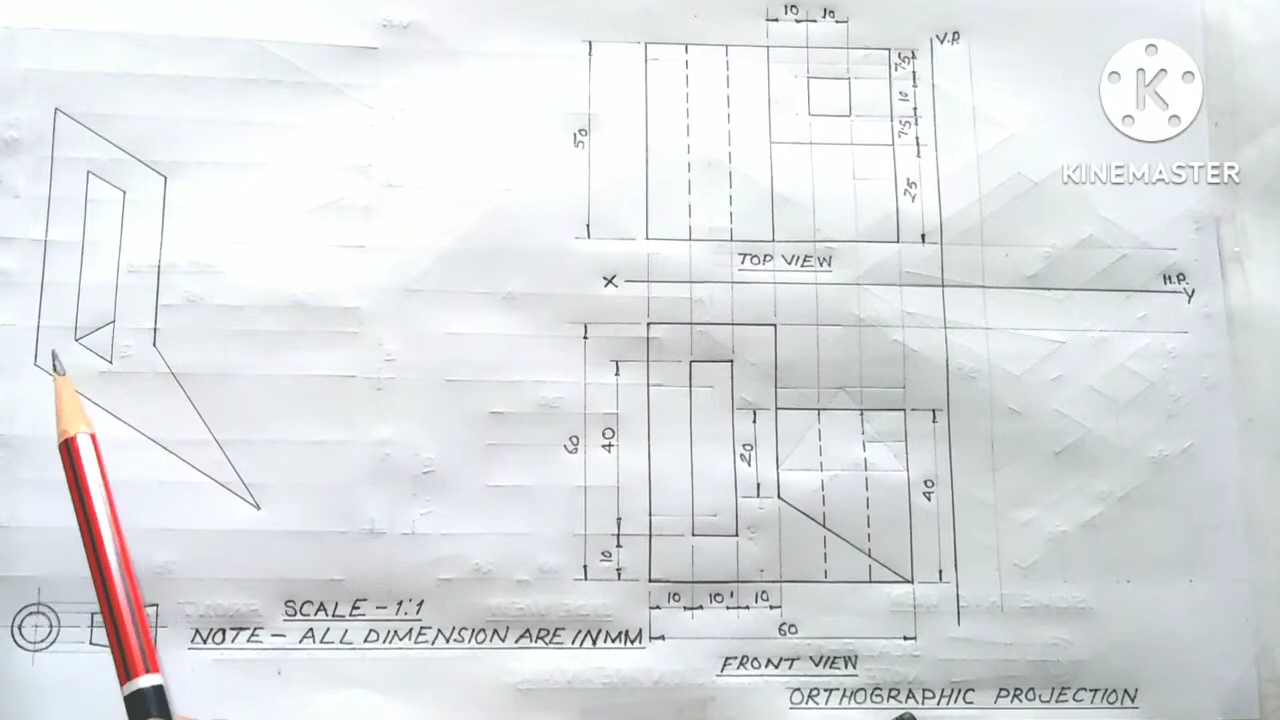 10 10
V.P.
7.5
10
7.5
25
50
K
KINEMASTER
TOP VIEW
X
H.P.
Y
60
40
20
40
10
10 10 10
60
SCALE - 1:1
NOTE - ALL DIMENSION ARE IN MM
FRONT VIEW
ORTHOGRAPHIC PROJECTION